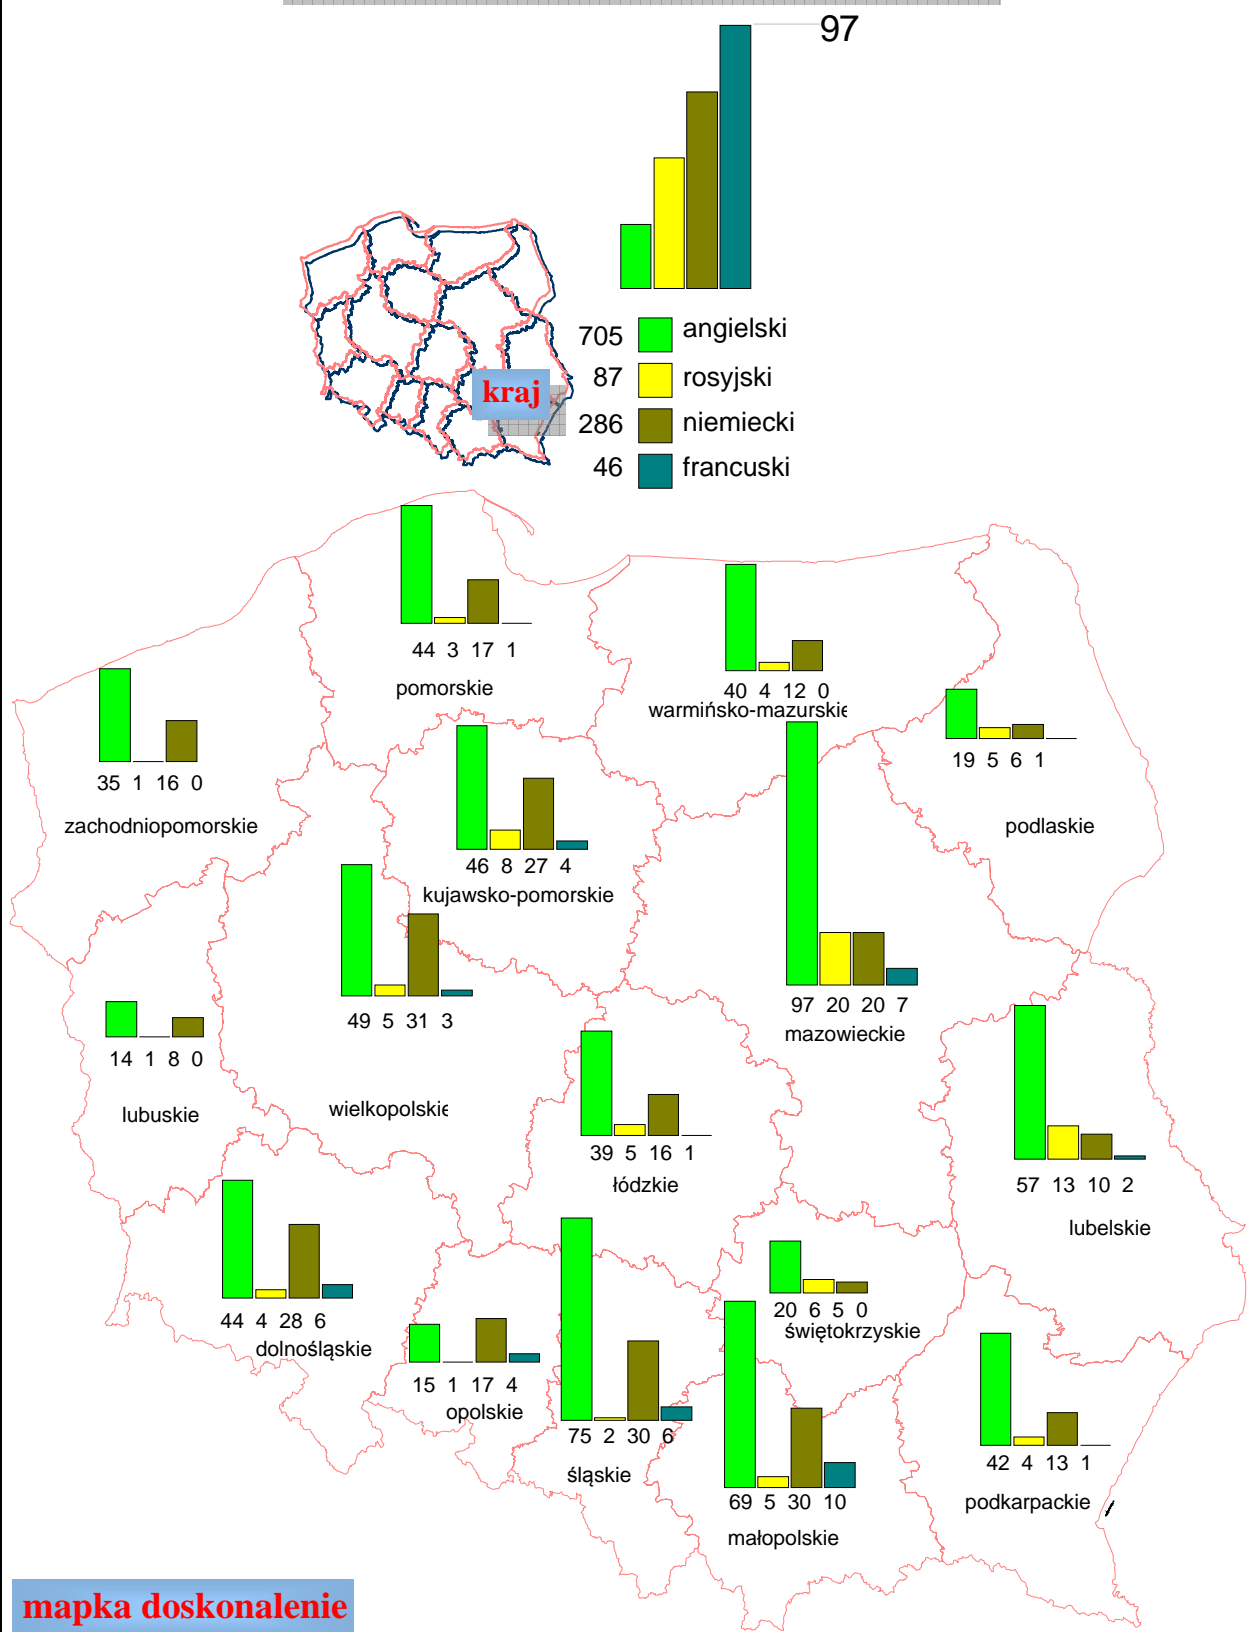 97
705 angielski
87 rosyjski
kraj
286 niemiecki
46 francuski
44 3 17 1
pomorskie
40 4 12 0
warmińsko-mazurskie
19 5 6 1
podlaskie
35 1 16 0
zachodniopomorskie
46 8 27 4
kujawsko-pomorskie
97 20 20 7
mazowieckie
49 5 31 3
wielkopolskie
14 1 8 0
lubuskie
39 5 16 1
łódzkie
57 13 10 2
lubelskie
44 4 28 6
dolnośląskie
20 6 5 0
świętokrzyskie
15 1 17 4
opolskie
75 2 30 6
śląskie
69 5 30 10
małopolskie
42 4 13 1
podkarpackie
mapka doskonalenie